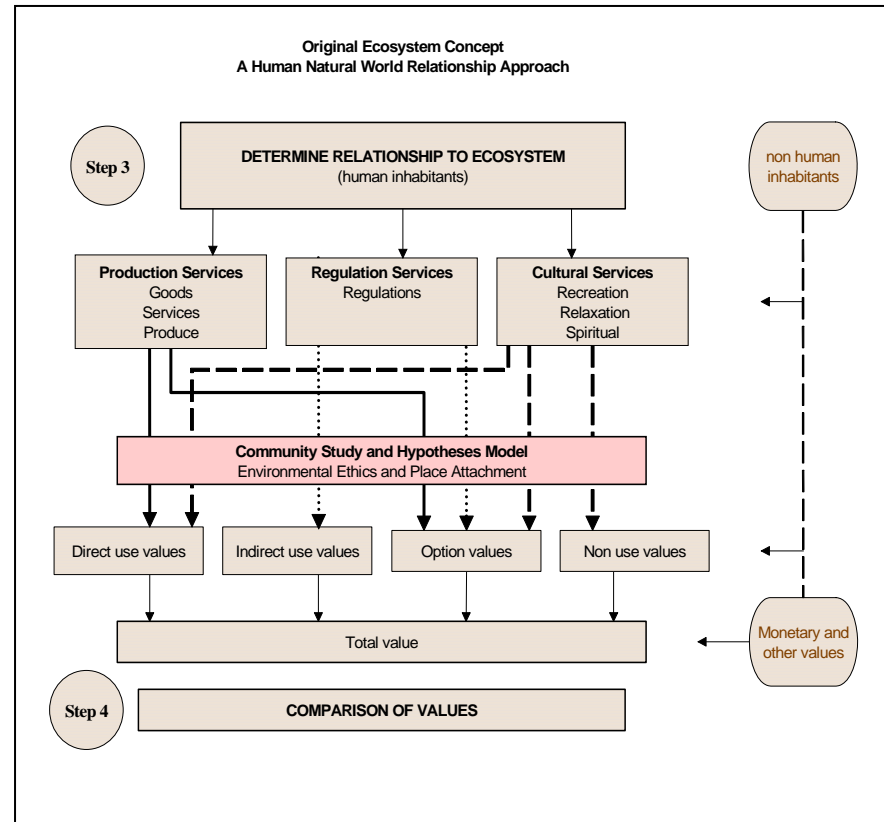 Original Ecosystem Concept
A Human Natural World Relationship Approach
Step 3
DETERMINE RELATIONSHIP TO ECOSYSTEM
(human inhabitants)
non human
inhabitants
Production Services
Goods
Services
Produce
Regulation Services
Regulations
Cultural Services
Recreation
Relaxation
Spiritual
Community Study and Hypotheses Model
Environmental Ethics and Place Attachment
Direct use values
Indirect use values
Option values
Non use values
Total value
Monetary and
other values
Step 4
COMPARISON OF VALUES